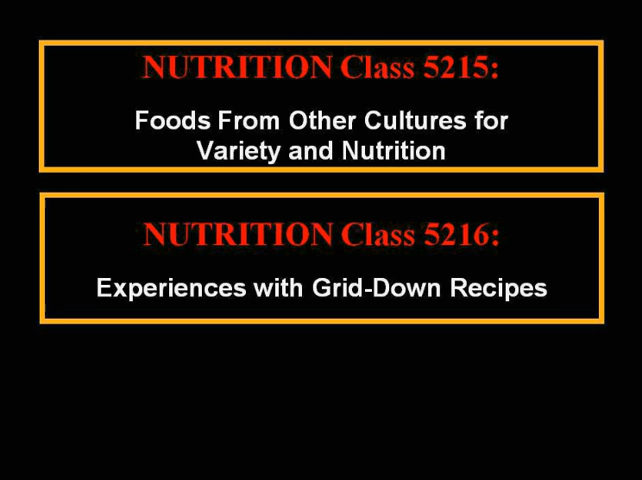 NUTRITION Class 5215:
Foods From Other Cultures for
Variety and Nutrition
NUTRITION Class 5216:
Experiences with Grid-Down Recipes